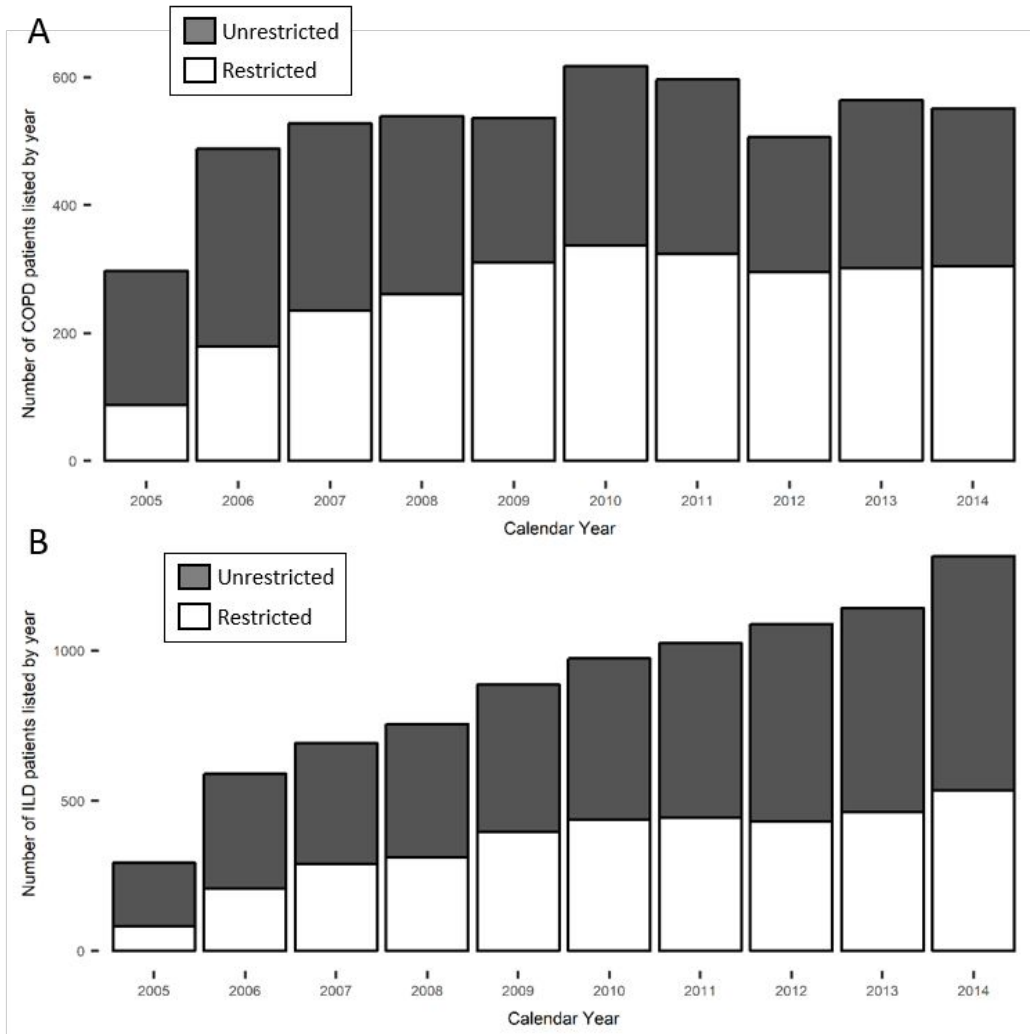 A
Unrestricted
Restricted
Number of COPD patients listed by year
600
400
200
0
2005 2006 2007 2008 2009 2010 2011 2012 2013 2014
Calendar Year
B
Unrestricted
Restricted
Number of ILD patients listed by year
1000
500
0
2005 2006 2007 2008 2009 2010 2011 2012 2013 2014
Calendar Year